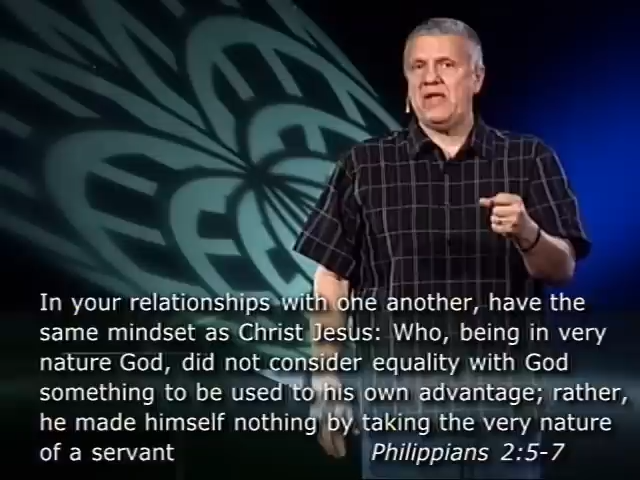 In your relationships with one another, have the
same mindset as Christ Jesus: Who, being in very
nature God, did not consider equality with God
something to be used to his own advantage; rather,
he made himself nothing by taking the very nature
of a servant Philippians 2:5-7